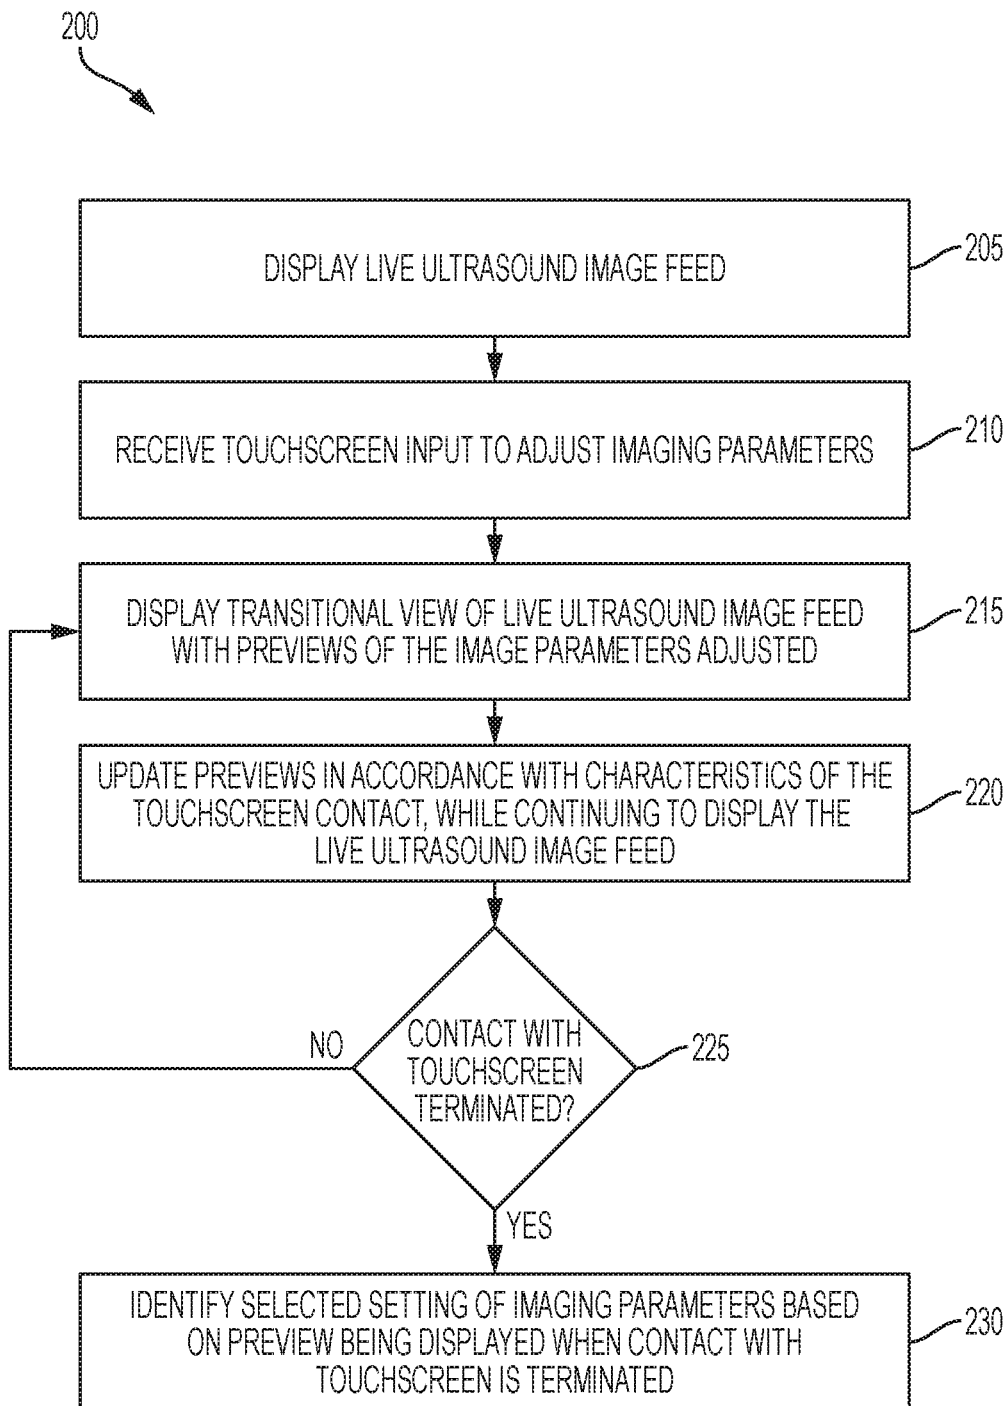 200
DISPLAY LIVE ULTRASOUND IMAGE FEED
205
RECEIVE TOUCHSCREEN INPUT TO ADJUST IMAGING PARAMETERS
210
DISPLAY TRANSITIONAL VIEW OF LIVE ULTRASOUND IMAGE FEED
WITH PREVIEWS OF THE IMAGE PARAMETERS ADJUSTED
215
UPDATE PREVIEWS IN ACCORDANCE WITH CHARACTERISTICS OF THE
TOUCHSCREEN CONTACT, WHILE CONTINUING TO DISPLAY THE
LIVE ULTRASOUND IMAGE FEED
220
NO
CONTACT WITH
TOUCHSCREEN
TERMINATED?
225
YES
IDENTIFY SELECTED SETTING OF IMAGING PARAMETERS BASED
ON PREVIEW BEING DISPLAYED WHEN CONTACT WITH
TOUCHSCREEN IS TERMINATED
230